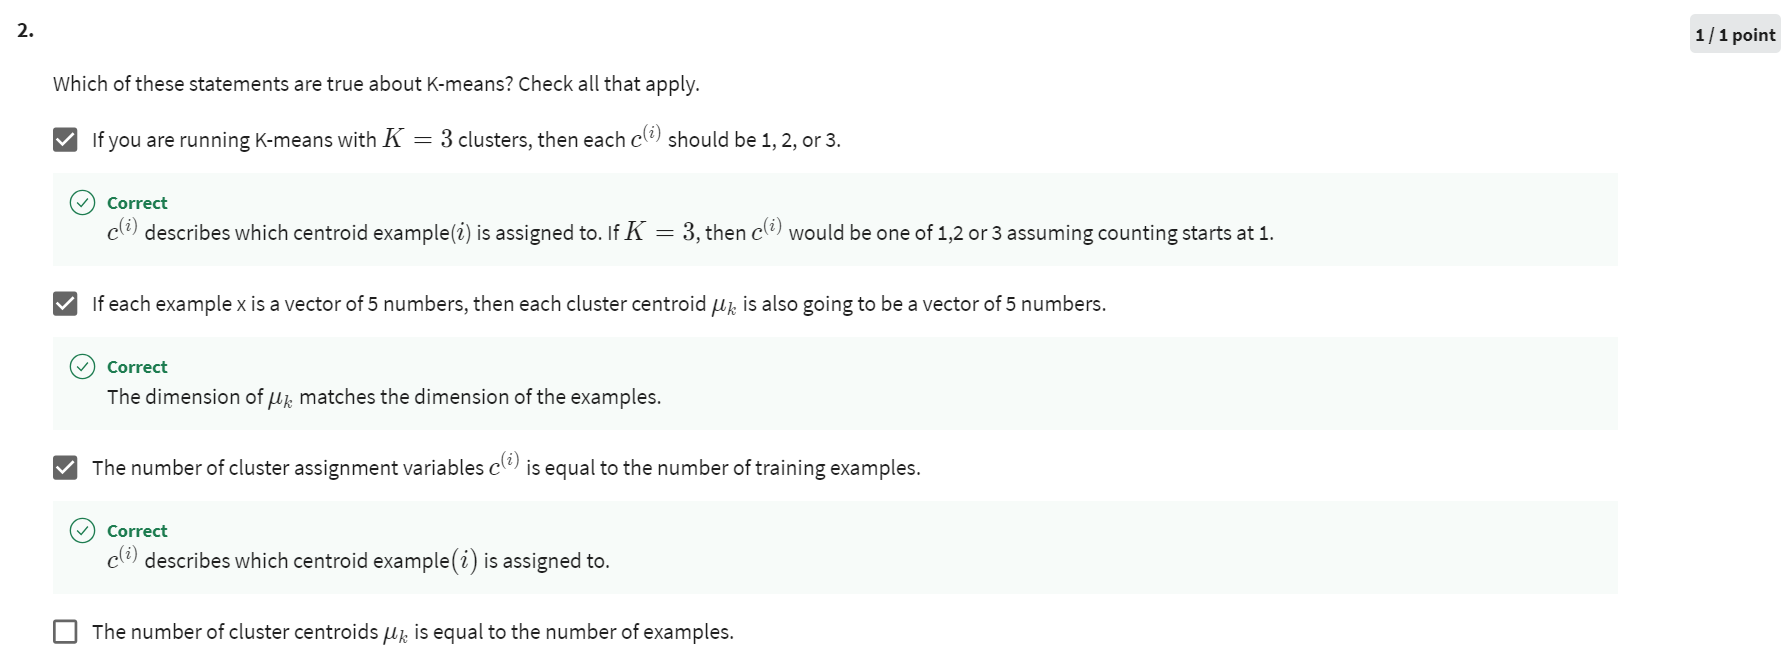 2.
1 / 1 point
Which of these statements are true about K-means? Check all that apply.
If you are running K-means with K = 3 clusters, then each c^(i) should be 1, 2, or 3.
Correct
c^(i) describes which centroid example(i) is assigned to. If K = 3, then c^(i) would be one of 1,2 or 3 assuming counting starts at 1.
If each example x is a vector of 5 numbers, then each cluster centroid μ_k is also going to be a vector of 5 numbers.
Correct
The dimension of μ_k matches the dimension of the examples.
The number of cluster assignment variables c^(i) is equal to the number of training examples.
Correct
c^(i) describes which centroid example(i) is assigned to.
The number of cluster centroids μ_k is equal to the number of examples.